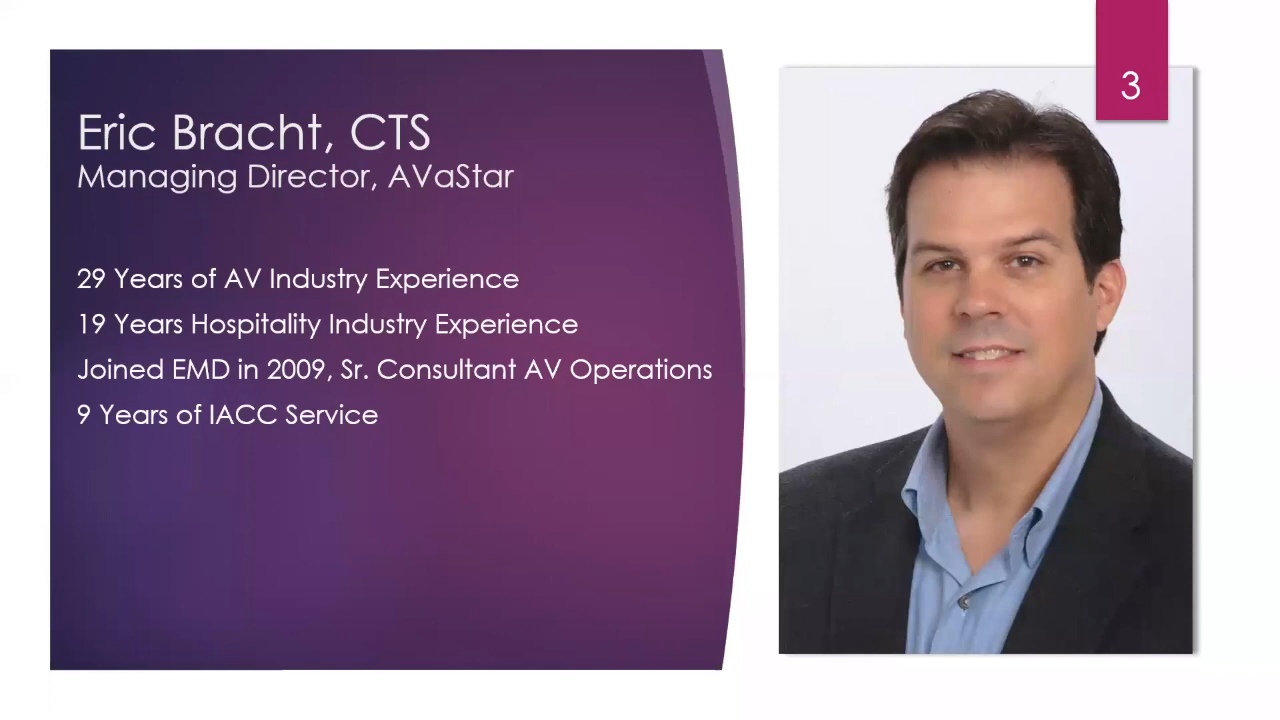 3
Eric Bracht, CTS
Managing Director, AVaStar
29 Years of AV Industry Experience
19 Years Hospitality Industry Experience
Joined EMD in 2009, Sr. Consultant AV Operations
9 Years of IACC Service